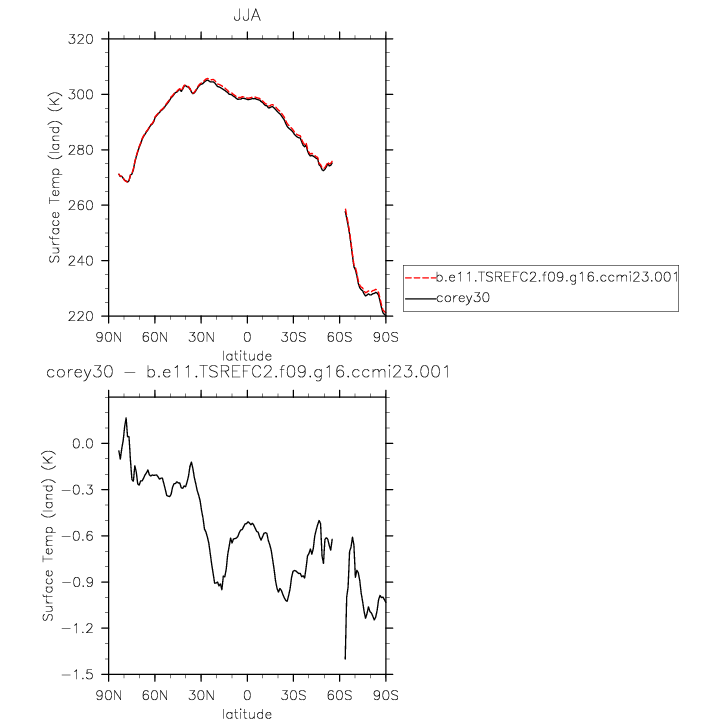 JJA
320
300
280
260
240
220
Surface Temp (land) (K)
90N 60N 30N 0 30S 60S 90S
latitude
b.e11.TSREFC2.f09.g16.ccmi23.001
corey30
corey30 − b.e11.TSREFC2.f09.g16.ccmi23.001
0.0
−0.3
−0.6
−0.9
−1.2
−1.5
Surface Temp (land) (K)
90N 60N 30N 0 30S 60S 90S
latitude